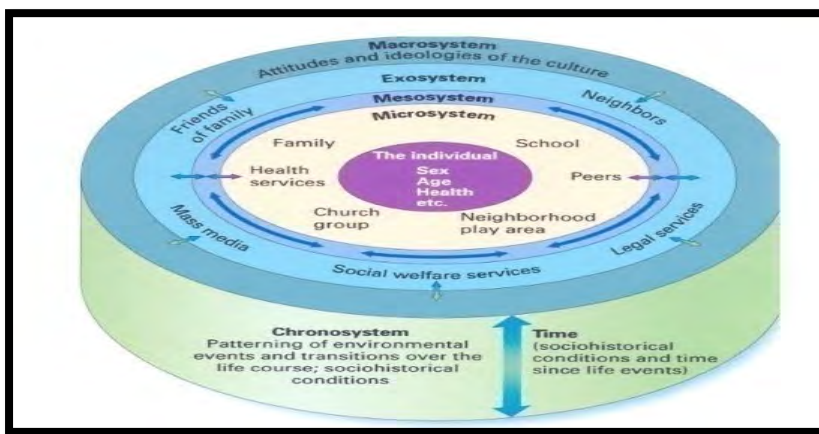 Macrosystem
Attitudes and ideologies of the culture
Exosystem
Mesosystem
Microsystem
Friends
of family
Neighbors
Family
School
The individual
Sex
Age
Health
etc.
Health
services
Peers
Church
group
Neighborhood
play area
Mass media
Legal services
Social welfare services
Chronosystem
Patterning of environmental
events and transitions over the
life course; sociohistorical
conditions
Time
(sociohistorical
conditions and time
since life events)